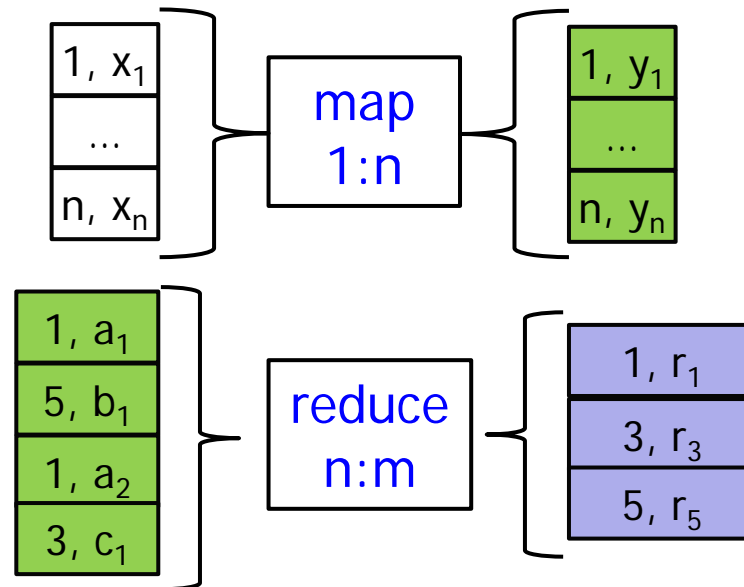 1, x₁
...
n, xₙ
map
1:n
1, y₁
...
n, yₙ
1, a₁
5, b₁
1, a₂
3, c₁
reduce
n:m
1, r₁
3, r₃
5, r₅